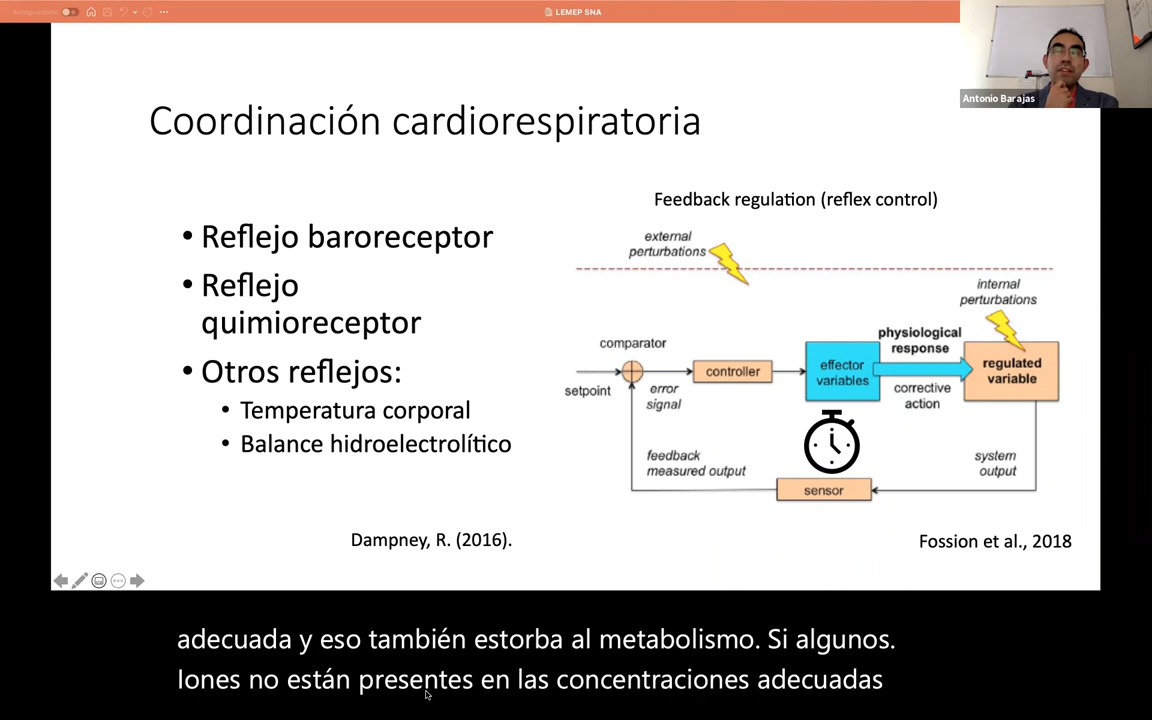 Autoguardado
LEMEP SNA
Antonio Barajas
Coordinación cardiorespiratoria
• Reflejo baroreceptor
• Reflejo
quimioreceptor
• Otros reflejos:
• Temperatura corporal
• Balance hidroelectrolítico
Dampney, R. (2016).
Feedback regulation (reflex control)
external
perturbations
internal
perturbations
comparator
setpoint
error
signal
controller
effector
variables
physiological
response
corrective
action
regulated
variable
feedback
measured output
sensor
system
output
Fossion et al., 2018
adecuada y eso también estorba al metabolismo. Si algunos.
Iones no están presentes en las concentraciones adecuadas